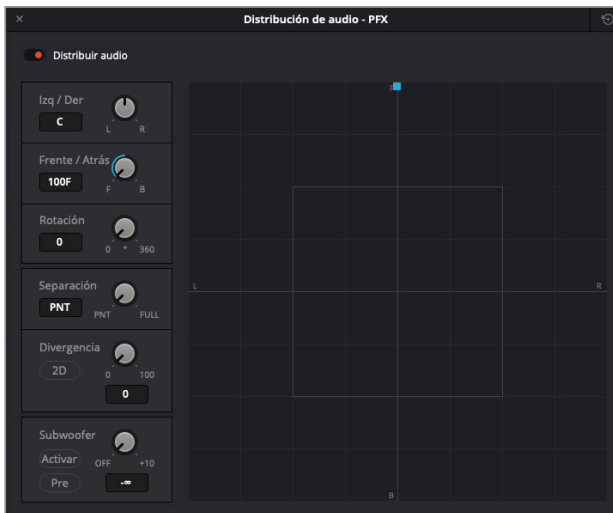 Distribución de audio - PFX
Distribuir audio
Izq / Der
C
L R
Frente / Atrás
100F
F B
Rotación
0
0 ° 360
Separación
PNT
PNT FULL
Divergencia
2D
0 100
0
Subwoofer
Activar
OFF +10
Pre
-∞
F
L
R
B